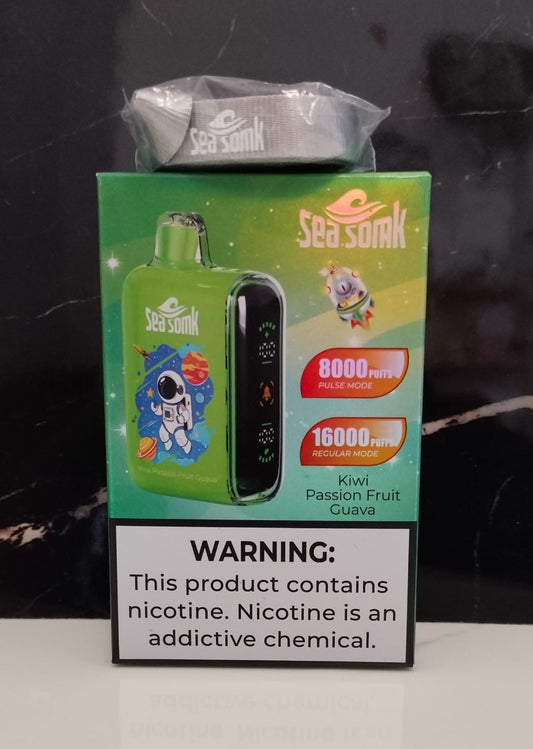 Sea somk
Sea somk
Sea somk
8000 PUFFS
PULSE MODE
16000 PUFFS
REGULAR MODE
Kiwi
Passion Fruit
Guava
Kiwi Passion Fruit Guava
WARNING:
This product contains
nicotine. Nicotine is an
addictive chemical.